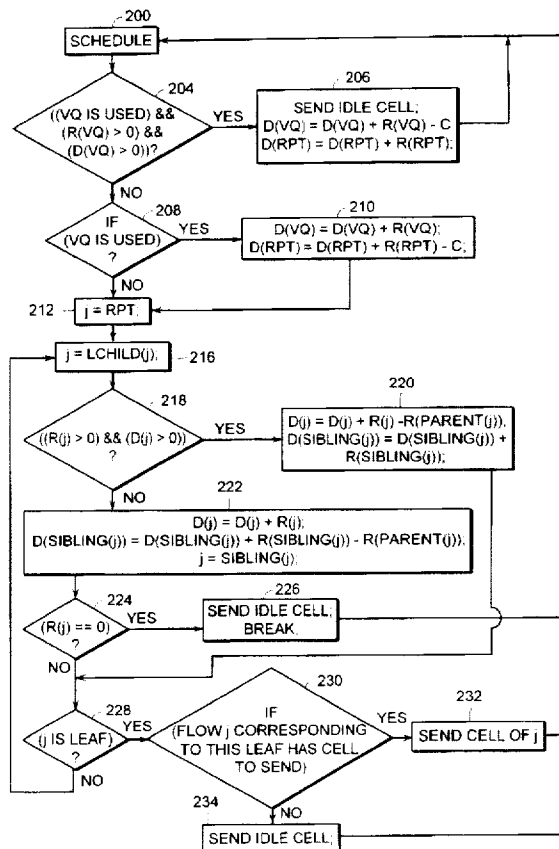 200
SCHEDULE
204
((VQ IS USED) &&
(R(VQ) > 0) &&
(D(VQ) > 0))?
YES
206
SEND IDLE CELL;
D(VQ) = D(VQ) + R(VQ) - C
D(RPT) = D(RPT) + R(RPT);
NO
208
IF
(VQ IS USED)
?
YES
210
D(VQ) = D(VQ) + R(VQ);
D(RPT) = D(RPT) + R(RPT) - C;
NO
212
j = RPT;
j = LCHILD(j);
216
218
((R(j) > 0) && (D(j) > 0))
?
YES
220
D(j) = D(j) + R(j) -R(PARENT(j)),
D(SIBLING(j)) = D(SIBLING(j)) +
R(SIBLING(j));
NO
222
D(j) = D(j) + R(j);
D(SIBLING(j)) = D(SIBLING(j)) + R(SIBLING(j)) - R(PARENT(j));
j = SIBLING(j);
224
(R(j) == 0)
?
YES
226
SEND IDLE CELL;
BREAK;
NO
228
(j IS LEAF)
?
YES
NO
230
IF
(FLOW j CORRESPONDING
TO THIS LEAF HAS CELL
TO SEND)
YES
232
SEND CELL OF j
NO
234
SEND IDLE CELL;